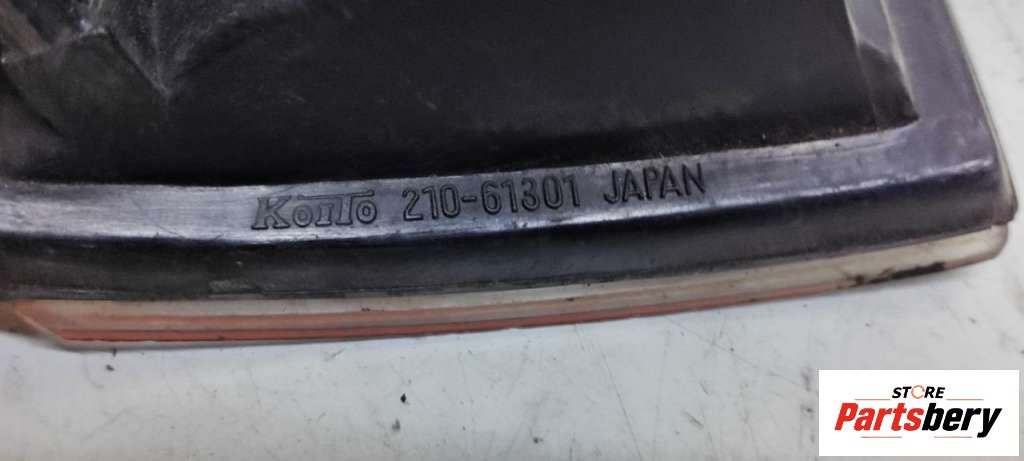 KOITO 210-61301 JAPAN
STORE
Partsbery